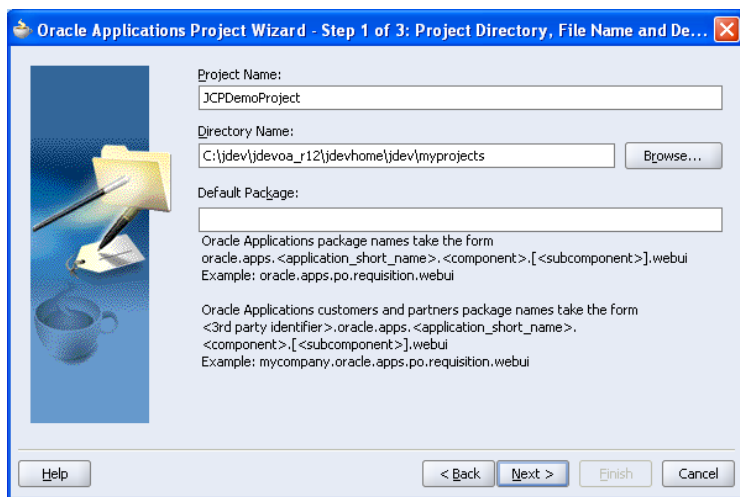 Oracle Applications Project Wizard - Step 1 of 3: Project Directory, File Name and De...
Project Name:
JCPDemoProject
Directory Name:
C:\jdev\jdevoa_r12\jdevhome\jdev\myprojects
Browse...
Default Package:
Oracle Applications package names take the form
oracle.apps.<application_short_name>.<component>.[<subcomponent>].webui
Example: oracle.apps.po.requisition.webui
Oracle Applications customers and partners package names take the form
<3rd party identifier>.oracle.apps.<application_short_name>.
<component>.[<subcomponent>].webui
Example: mycompany.oracle.apps.po.requisition.webui
Help
< Back
Next >
Finish
Cancel